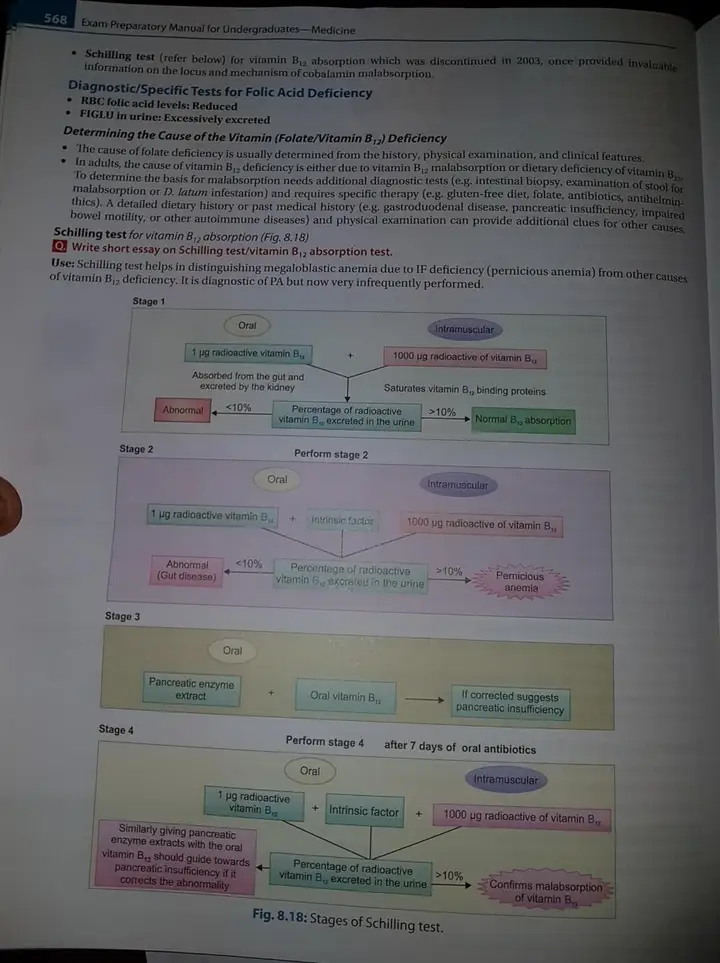 568 Exam Preparatory Manual for Undergraduates—Medicine
• Schilling test (refer below) for vitamin B12 absorption which was discontinued in 2003, once provided invaluable
information on the locus and mechanism of cobalamin malabsorption.
Diagnostic/Specific Tests for Folic Acid Deficiency
• RBC folic acid levels: Reduced
• FIGLU in urine: Excessively excreted
Determining the Cause of the Vitamin (Folate/Vitamin B12) Deficiency
• The cause of folate deficiency is usually determined from the history, physical examination, and clinical features.
• In adults, the cause of vitamin B12 deficiency is either due to vitamin B12 malabsorption or dietary deficiency of vitamin B12.
To determine the basis for malabsorption needs additional diagnostic tests (e.g. intestinal biopsy, examination of stool for
malabsorption or D. latum infestation) and requires specific therapy (e.g. gluten-free diet, folate, antibiotics, antihelmin-
thics). A detailed dietary history or past medical history (e.g. gastroduodenal disease, pancreatic insufficiency, impaired
bowel motility, or other autoimmune diseases) and physical examination can provide additional clues for other causes.
Schilling test for vitamin B12 absorption (Fig. 8.18)
Q. Write short essay on Schilling test/vitamin B12 absorption test.
Use: Schilling test helps in distinguishing megaloblastic anemia due to IF deficiency (pernicious anemia) from other causes
of vitamin B12 deficiency. It is diagnostic of PA but now very infrequently performed.
Stage 1
Oral
Intramuscular
1 µg radioactive vitamin B12
+
1000 µg radioactive of vitamin B12
Absorbed from the gut and
excreted by the kidney
Saturates vitamin B12 binding proteins
Abnormal
<10%
Percentage of radioactive
vitamin B12 excreted in the urine
>10%
Normal B12 absorption
Stage 2
Perform stage 2
Oral
Intramuscular
1 µg radioactive vitamin B12
+
Intrinsic factor
1000 µg radioactive of vitamin B12
Abnormal
(Gut disease)
<10%
Percentage of radioactive
vitamin B12 excreted in the urine
>10%
Pernicious
anemia
Stage 3
Oral
Pancreatic enzyme
extract
+
Oral vitamin B12
If corrected suggests
pancreatic insufficiency
Stage 4
Perform stage 4 after 7 days of oral antibiotics
Oral
Intramuscular
1 µg radioactive
vitamin B12
+
Intrinsic factor
+
1000 µg radioactive of vitamin B12
Similarly giving pancreatic
enzyme extracts with the oral
vitamin B12 should guide towards
pancreatic insufficiency if it
corrects the abnormality
Percentage of radioactive
vitamin B12 excreted in the urine
>10%
Confirms malabsorption
of vitamin B12
Fig. 8.18: Stages of Schilling test.